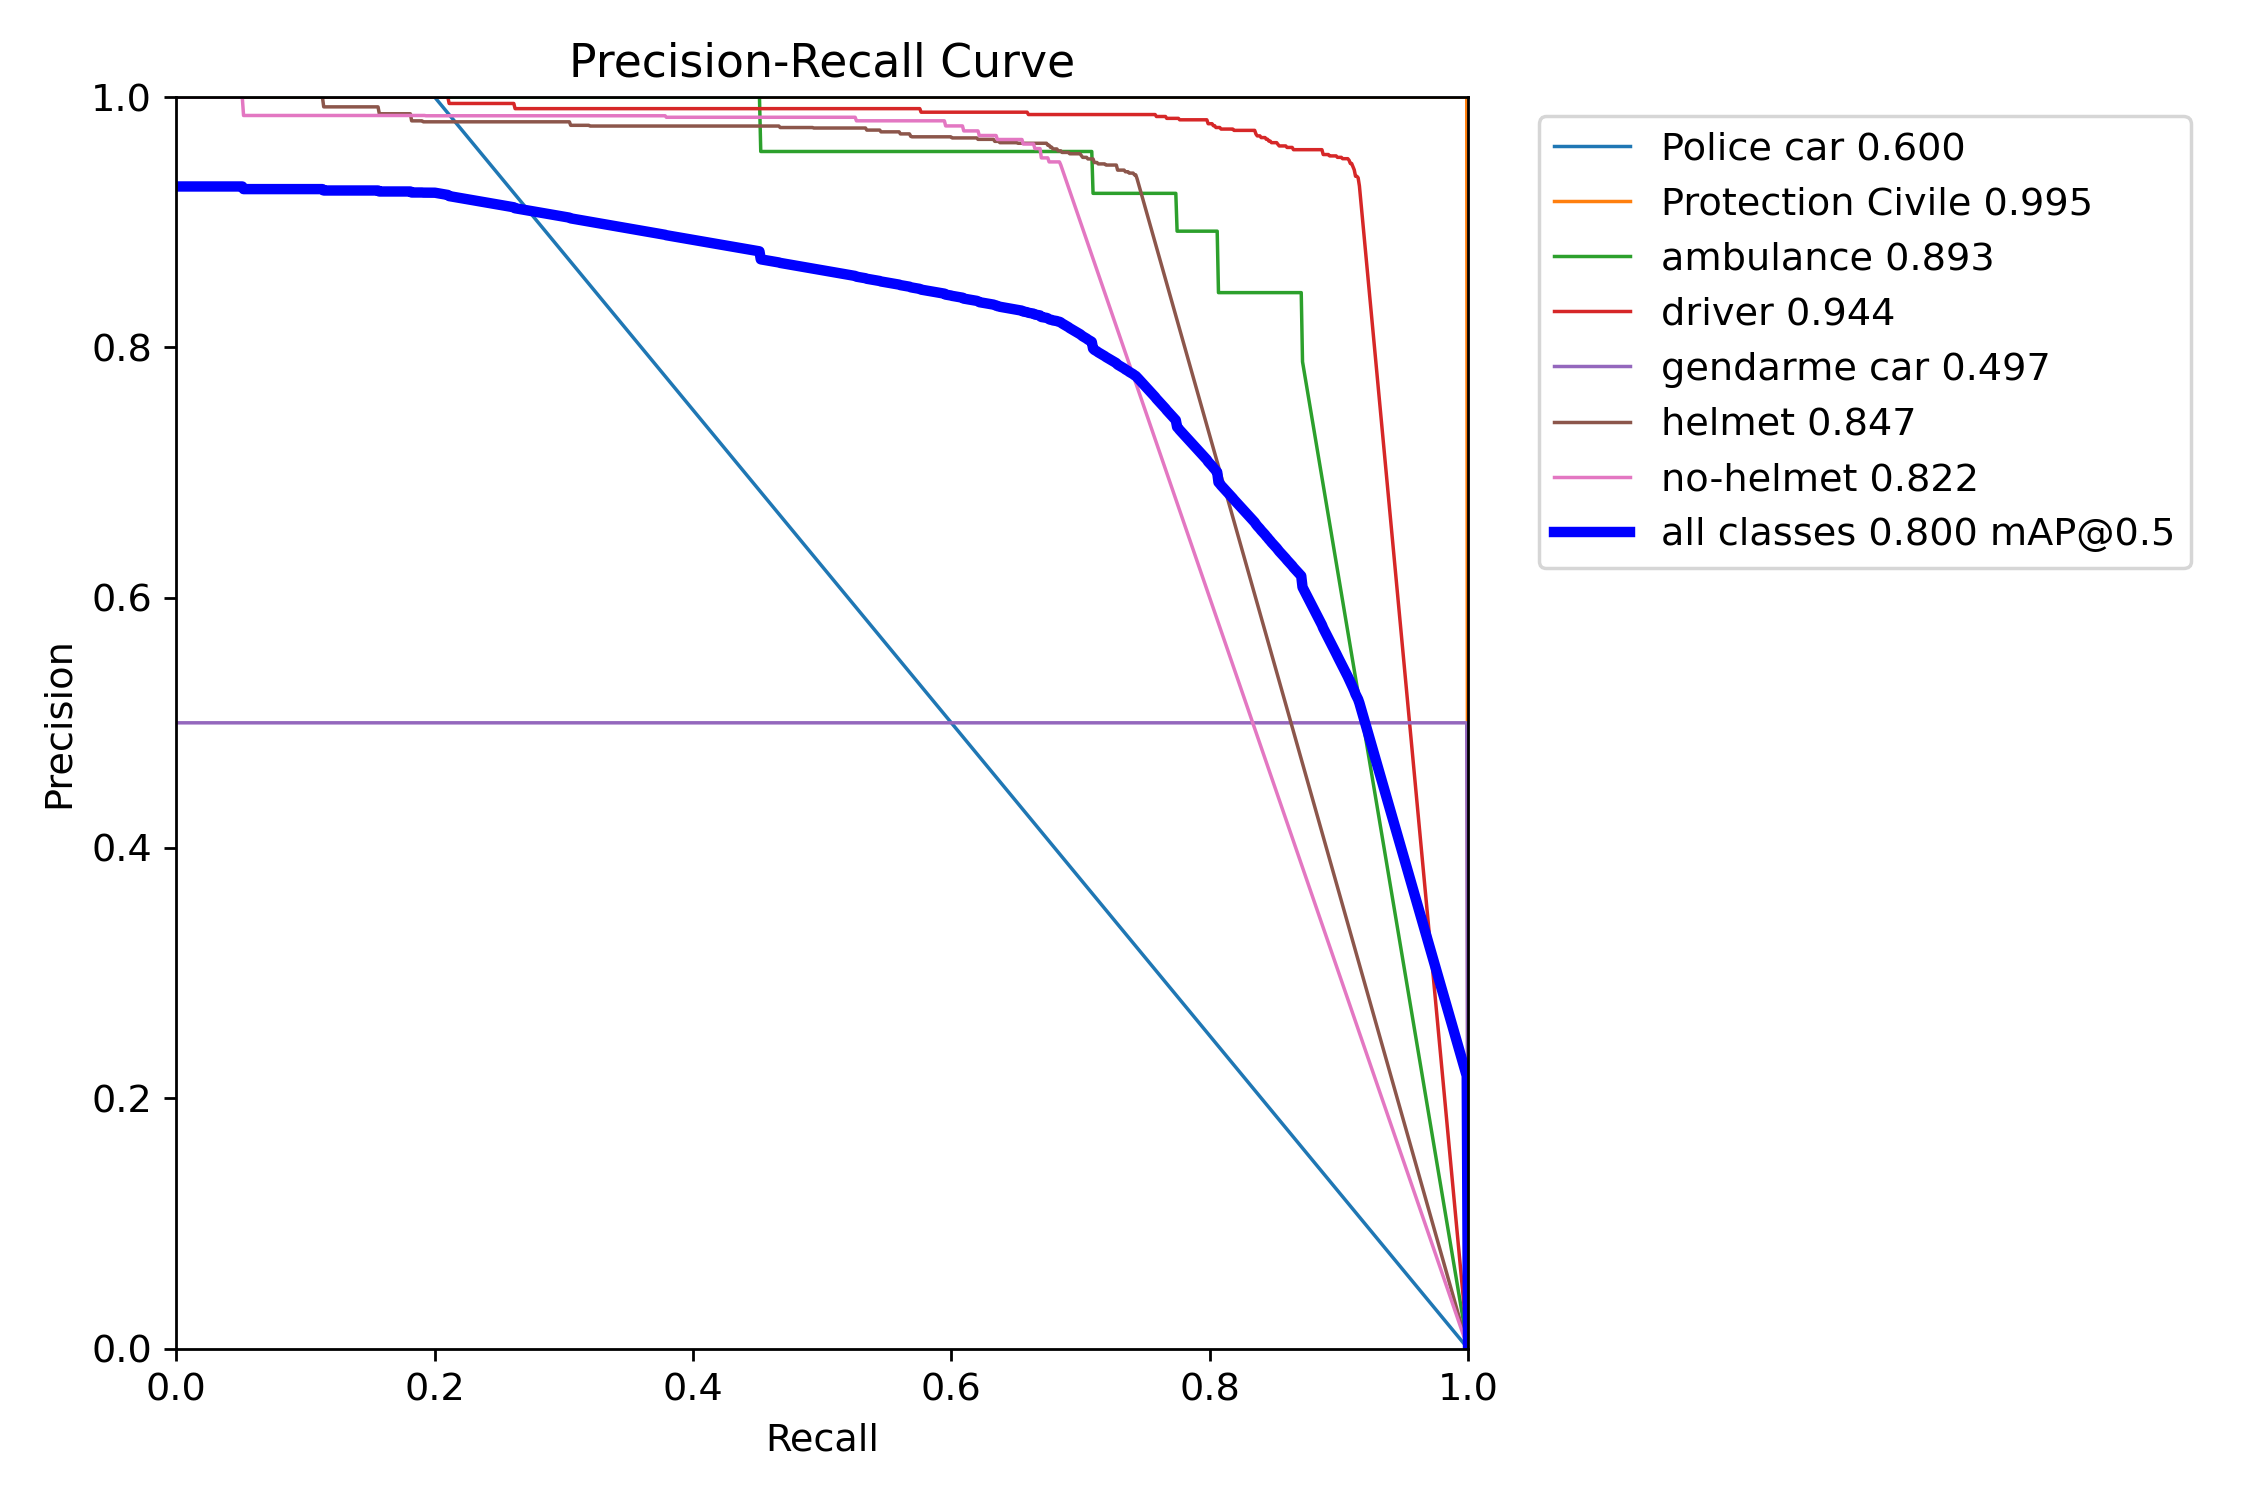 Precision-Recall Curve
1.0
0.8
0.6
0.4
0.2
0.0
Precision
0.0 0.2 0.4 0.6 0.8 1.0
Recall
Police car 0.600
Protection Civile 0.995
ambulance 0.893
driver 0.944
gendarme car 0.497
helmet 0.847
no-helmet 0.822
all classes 0.800 mAP@0.5